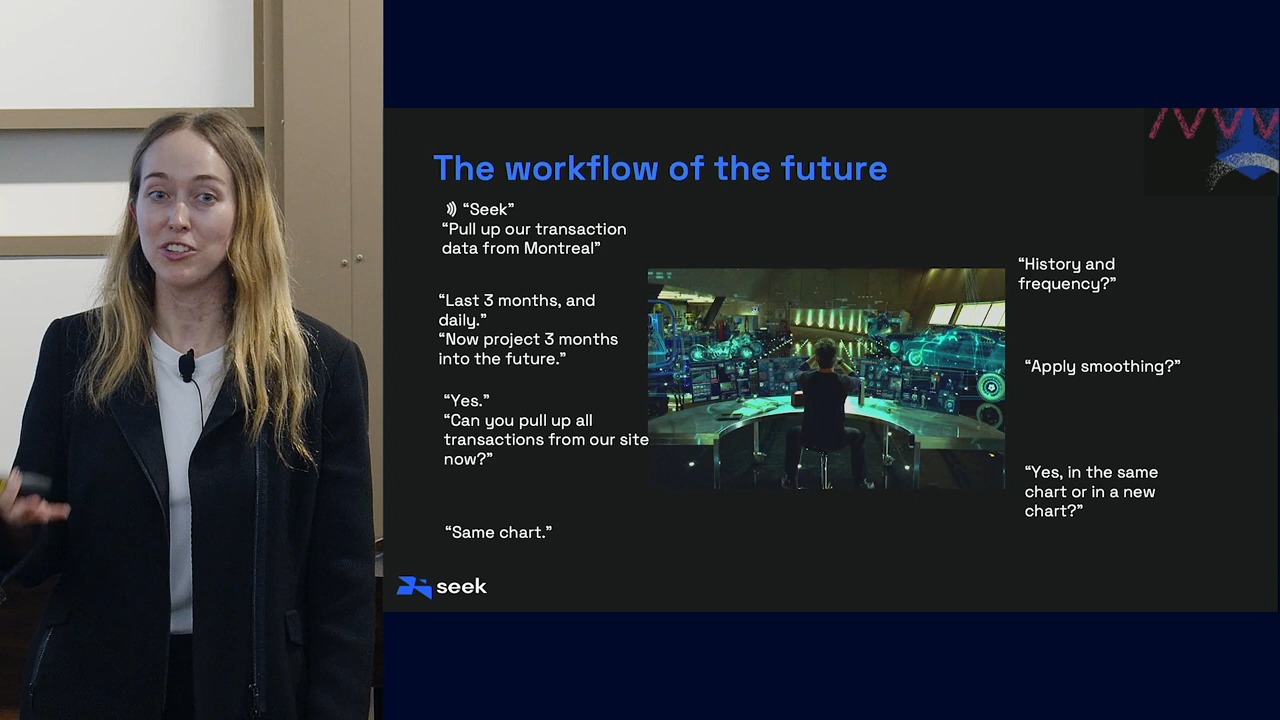 The workflow of the future
“Seek”
“Pull up our transaction
data from Montreal”
“History and
frequency?”
“Last 3 months, and
daily.”
“Now project 3 months
into the future.”
“Apply smoothing?”
“Yes.”
“Can you pull up all
transactions from our site
now?”
“Yes, in the same
chart or in a new
chart?”
“Same chart.”
seek